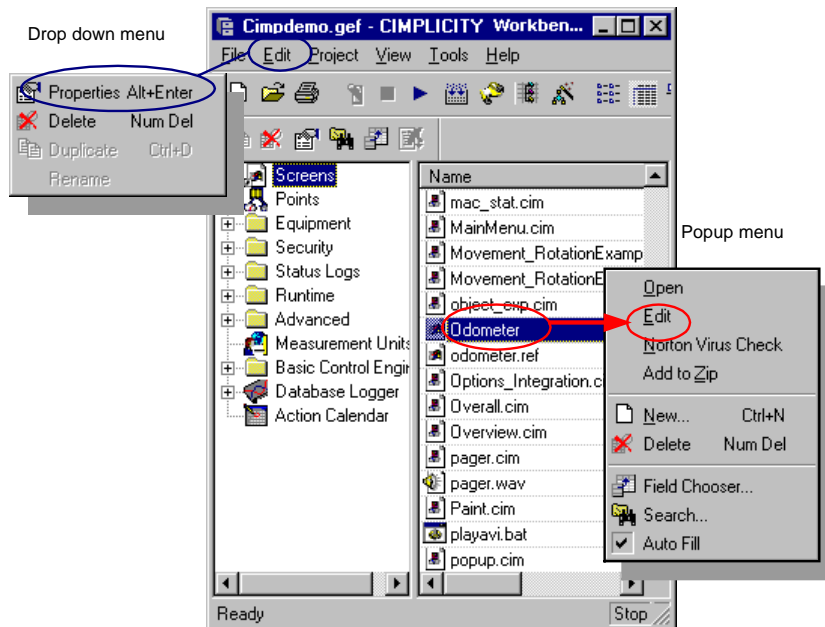 Drop down menu
Cimpdemo.gef - CIMPLICITY Workben...
File Edit Project View Tools Help
Properties Alt+Enter
Delete Num Del
Duplicate Ctrl+D
Rename
Screens
Points
Equipment
Security
Status Logs
Runtime
Advanced
Measurement Units
Basic Control Engin
Database Logger
Action Calendar
Name
mac_stat.cim
MainMenu.cim
Movement_RotationExamp
Movement_RotationE
object_exp.cim
Odometer
odometer.ref
Options_Integration.ci
Overall.cim
Overview.cim
pager.cim
pager.wav
Paint.cim
playavi.bat
popup.cim
Popup menu
Open
Edit
Norton Virus Check
Add to Zip
New... Ctrl+N
Delete Num Del
Field Chooser...
Search...
Auto Fill
Ready
Stop